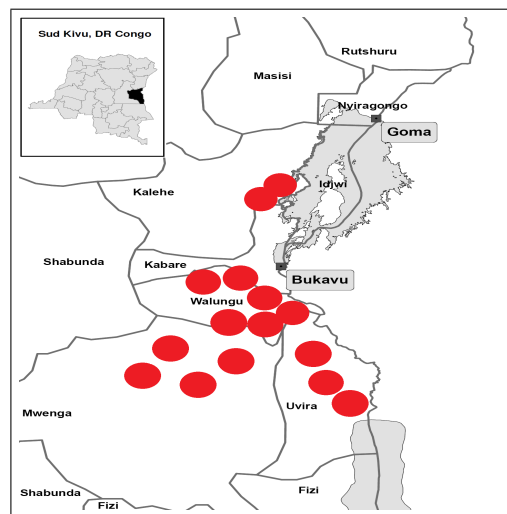 Sud Kivu, DR Congo
Rutshuru
Masisi
Nyiragongo
Goma
Kalehe
Idjwi
Shabunda
Kabare
Bukavu
Walungu
Mwenga
Uvira
Shabunda
Fizi
Fizi